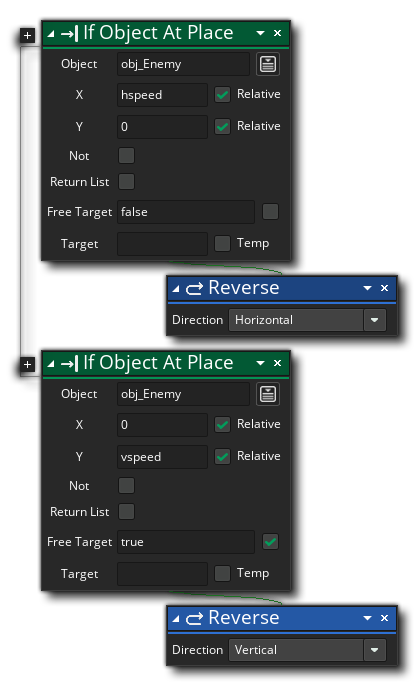 If Object At Place
Object obj_Enemy
X hspeed Relative
Y 0 Relative
Not
Return List
Free Target false
Target Temp
Reverse
Direction Horizontal
If Object At Place
Object obj_Enemy
X 0 Relative
Y vspeed Relative
Not
Return List
Free Target true
Target Temp
Reverse
Direction Vertical